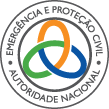 EMERGÊNCIA E PROTEÇÃO CIVIL
AUTORIDADE NACIONAL